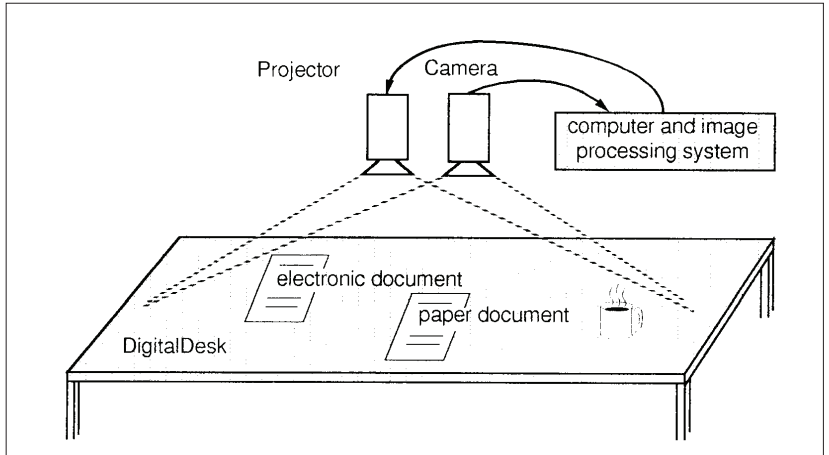 Projector
Camera
computer and image
processing system
electronic document
paper document
DigitalDesk